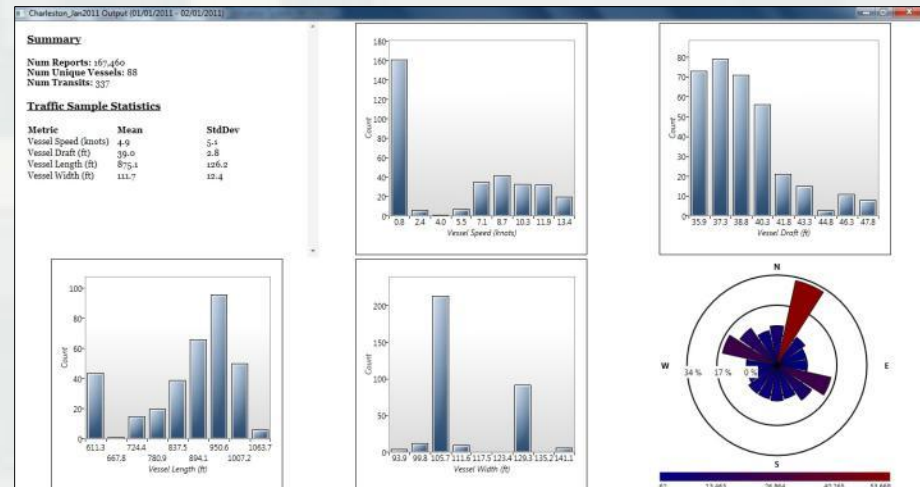 Charleston_Jan2011 Output (01/01/2011 - 02/01/2011)
Summary
Num Reports: 167,460
Num Unique Vessels: 88
Num Transits: 337
Traffic Sample Statistics
Metric Mean StdDev
Vessel Speed (knots) 4.9 5.1
Vessel Draft (ft) 39.0 2.8
Vessel Length (ft) 875.1 126.2
Vessel Width (ft) 111.7 12.4
180
160
140
120
100
80
60
40
20
0
Count
0.8 2.4 4.0 5.5 7.1 8.7 10.3 11.9 13.4
Vessel Speed (knots)
80
70
60
50
40
30
20
10
0
Count
35.9 37.3 38.8 40.3 41.8 43.3 44.8 46.3 47.8
Vessel Draft (ft)
100
80
60
40
20
0
Count
611.3 724.4 837.5 950.6 1063.7
667.8 780.9 894.1 1007.2
Vessel Length (ft)
200
150
100
50
0
Count
93.9 99.8 105.7 111.6 117.5 123.4 129.3 135.2 141.1
Vessel Width (ft)
N
W 34 % 17 % 0 % E
S